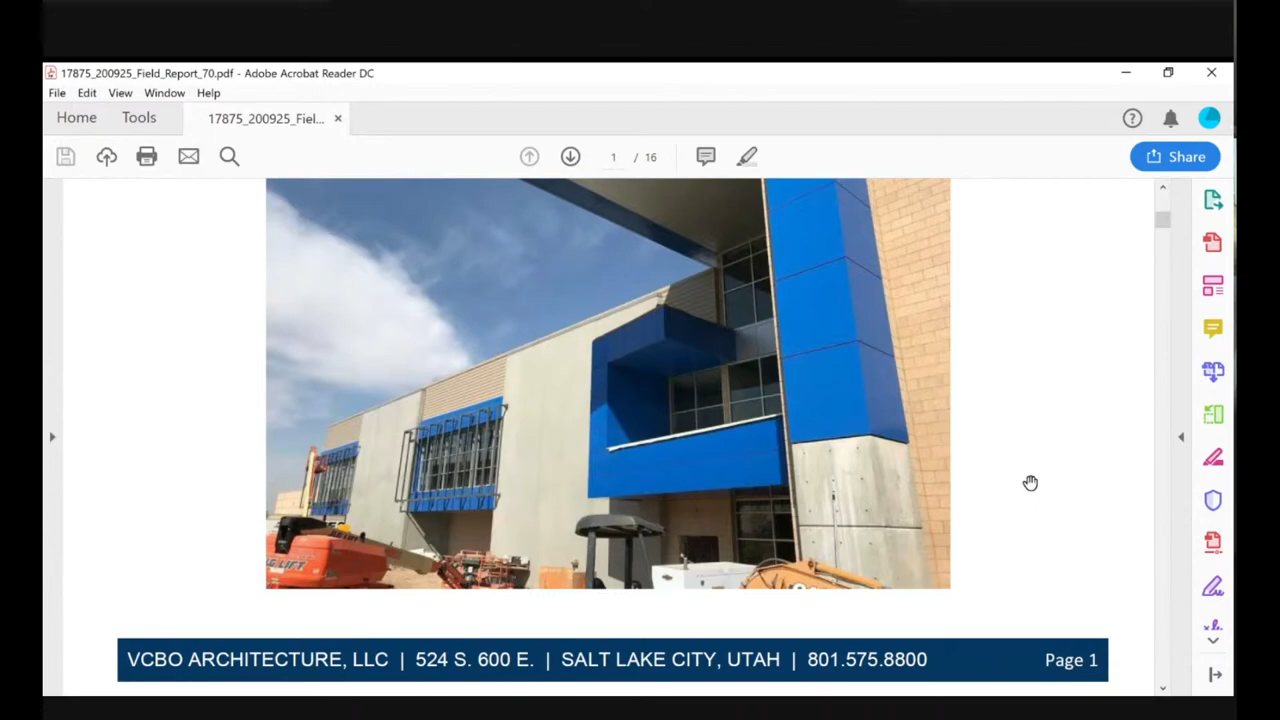 17875_200925_Field_Report_70.pdf - Adobe Acrobat Reader DC
File Edit View Window Help
Home Tools 17875_200925_Fiel...
1 / 16
Share
LIFT
VCBO ARCHITECTURE, LLC | 524 S. 600 E. | SALT LAKE CITY, UTAH | 801.575.8800 Page 1